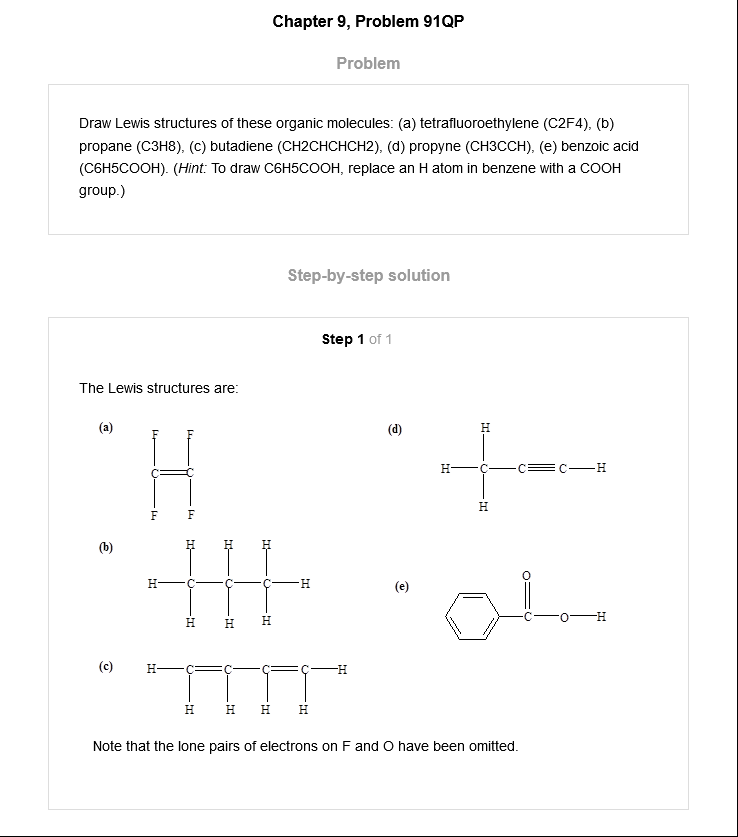 Chapter 9, Problem 91QP
Problem
Draw Lewis structures of these organic molecules: (a) tetrafluoroethylene (C2F4), (b)
propane (C3H8), (c) butadiene (CH2CHCHCH2), (d) propyne (CH3CCH), (e) benzoic acid
(C6H5COOH). (Hint: To draw C6H5COOH, replace an H atom in benzene with a COOH
group.)
Step-by-step solution
Step 1 of 1
The Lewis structures are:
(a)
F F
C C
F F
(b)
H H H
H C C C H
H H H
(c)
H C C C C H
H H H H
(d)
H
H C C C H
H
(e)
O
C O H
Note that the lone pairs of electrons on F and O have been omitted.